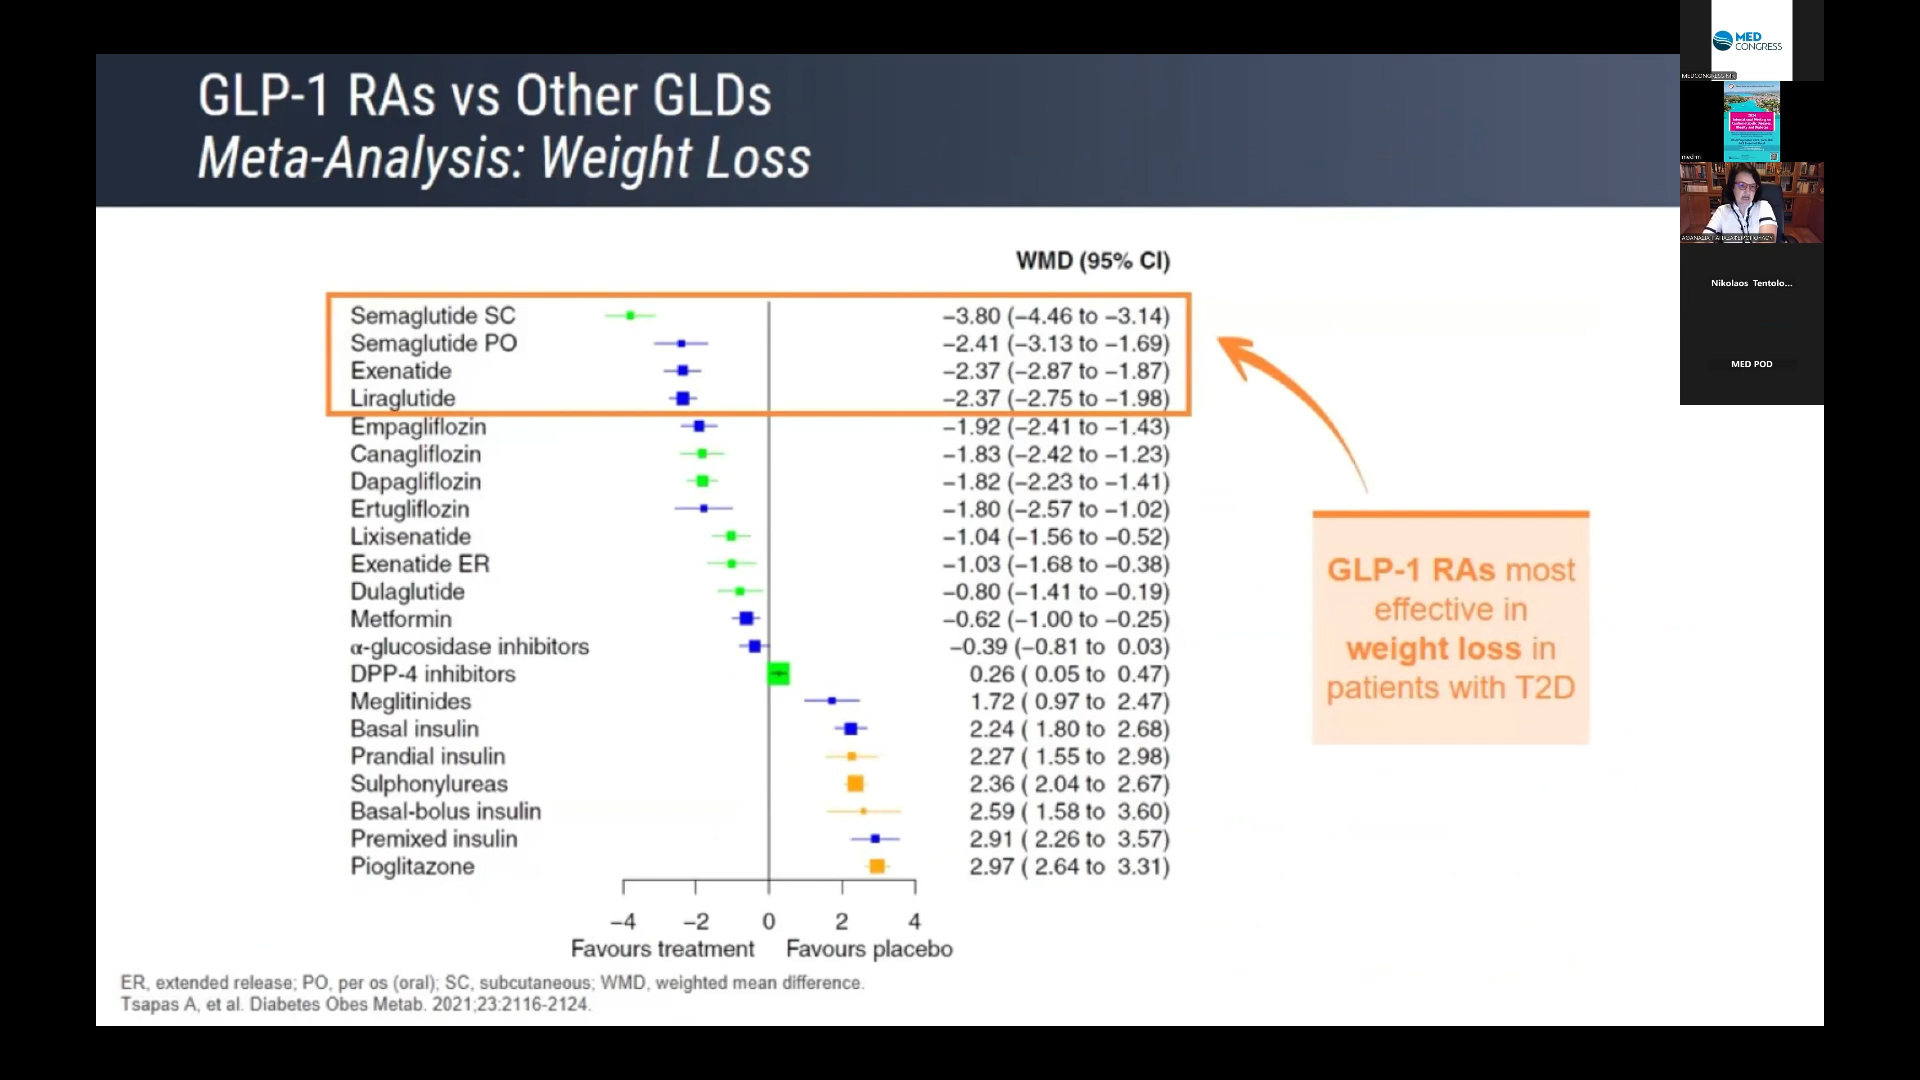 GLP-1 RAs vs Other GLDs
Meta-Analysis: Weight Loss
WMD (95% CI)
Semaglutide SC −3.80 (−4.46 to −3.14)
Semaglutide PO −2.41 (−3.13 to −1.69)
Exenatide −2.37 (−2.87 to −1.87)
Liraglutide −2.37 (−2.75 to −1.98)
Empagliflozin −1.92 (−2.41 to −1.43)
Canagliflozin −1.83 (−2.42 to −1.23)
Dapagliflozin −1.82 (−2.23 to −1.41)
Ertugliflozin −1.80 (−2.57 to −1.02)
Lixisenatide −1.04 (−1.56 to −0.52)
Exenatide ER −1.03 (−1.68 to −0.38)
Dulaglutide −0.80 (−1.41 to −0.19)
Metformin −0.62 (−1.00 to −0.25)
α-glucosidase inhibitors −0.39 (−0.81 to 0.03)
DPP-4 inhibitors 0.26 ( 0.05 to 0.47)
Meglitinides 1.72 ( 0.97 to 2.47)
Basal insulin 2.24 ( 1.80 to 2.68)
Prandial insulin 2.27 ( 1.55 to 2.98)
Sulphonylureas 2.36 ( 2.04 to 2.67)
Basal-bolus insulin 2.59 ( 1.58 to 3.60)
Premixed insulin 2.91 ( 2.26 to 3.57)
Pioglitazone 2.97 ( 2.64 to 3.31)
−4 −2 0 2 4
Favours treatment Favours placebo
GLP-1 RAs most
effective in
weight loss in
patients with T2D
ER, extended release; PO, per os (oral); SC, subcutaneous; WMD, weighted mean difference.
Tsapas A, et al. Diabetes Obes Metab. 2021;23:2116-2124.
MED
CONGRESS
Nikolaos Tentolo...
MED POD